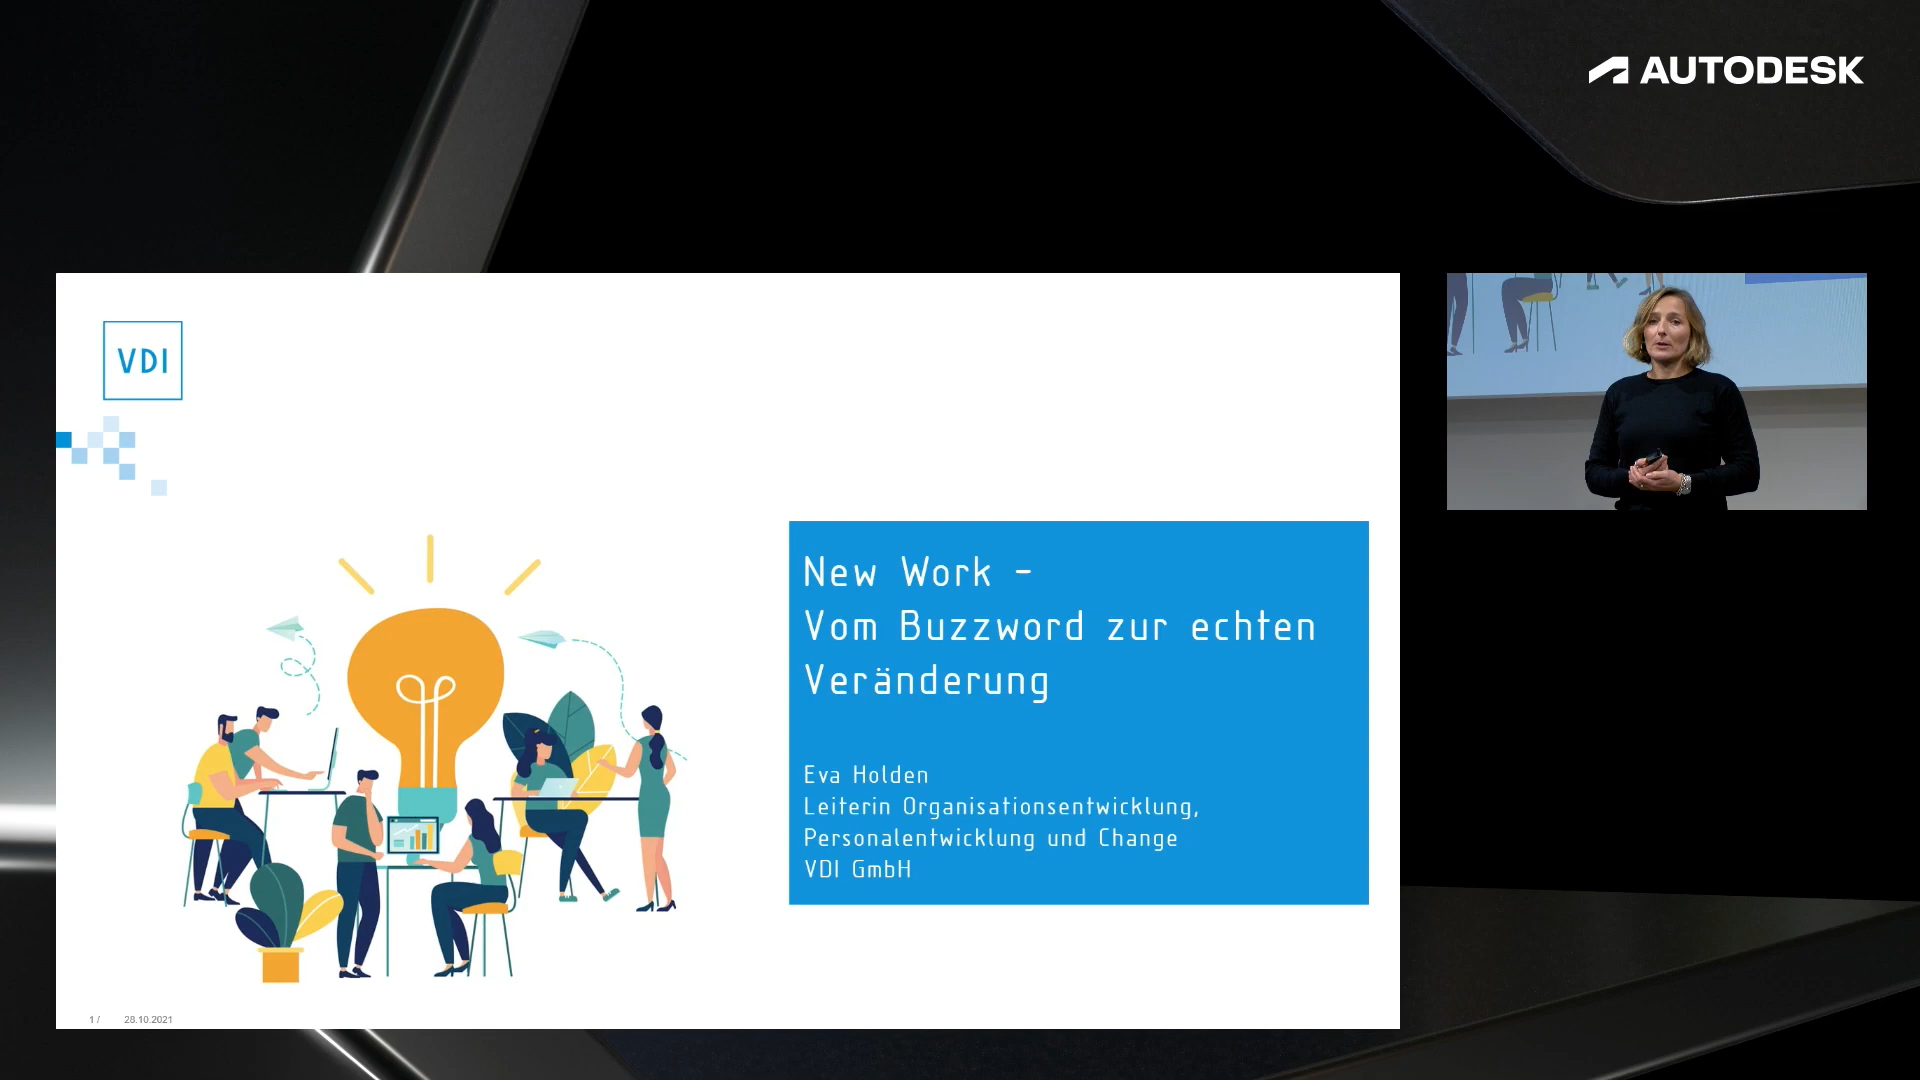 AUTODESK
VDI
New Work -
Vom Buzzword zur echten
Veränderung
Eva Holden
Leiterin Organisationsentwicklung,
Personalentwicklung und Change
VDI GmbH
1 / 28.10.2021